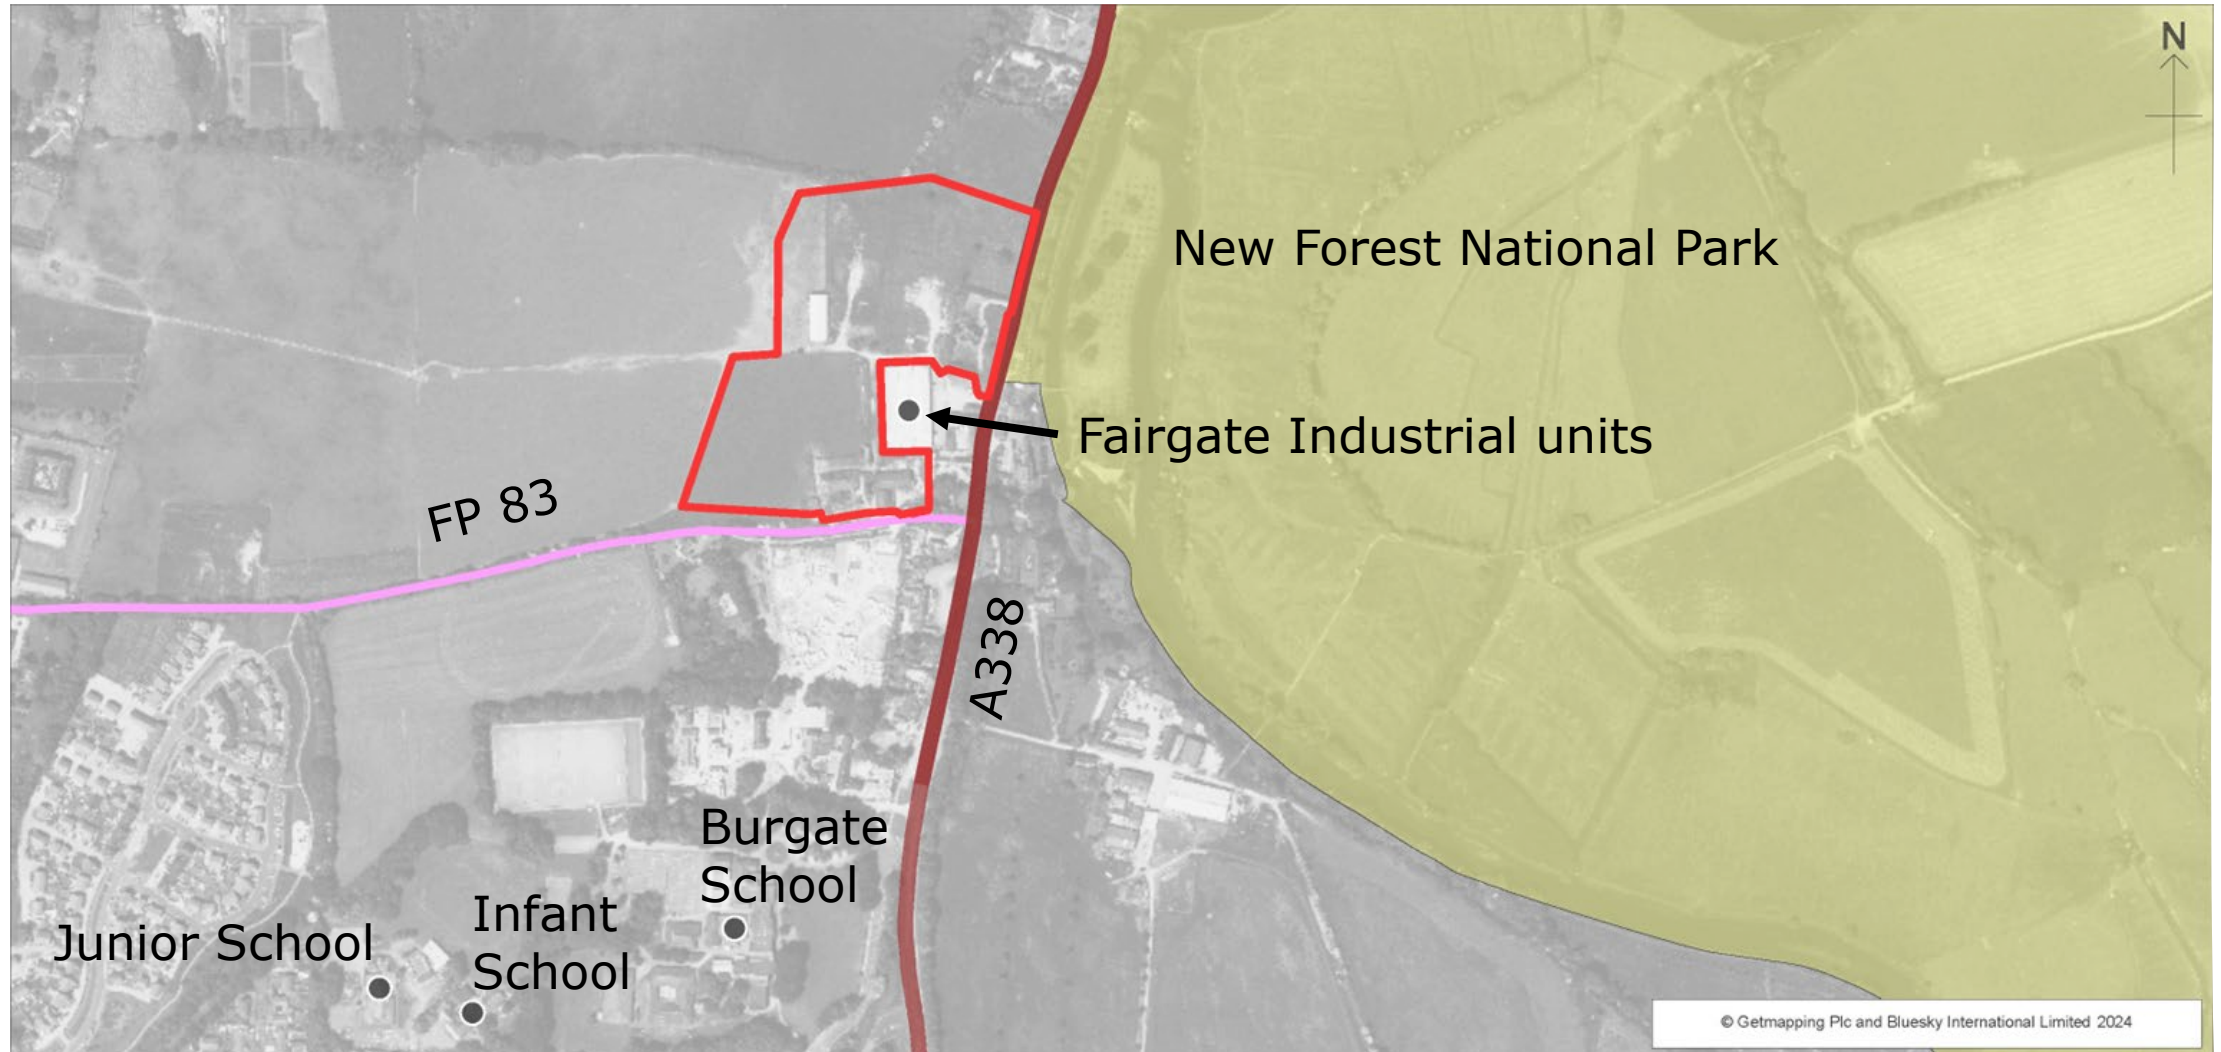 N
New Forest National Park
Fairgate Industrial units
FP 83
A338
Burgate
School
Infant
School
Junior School
© Getmapping Plc and Bluesky International Limited 2024